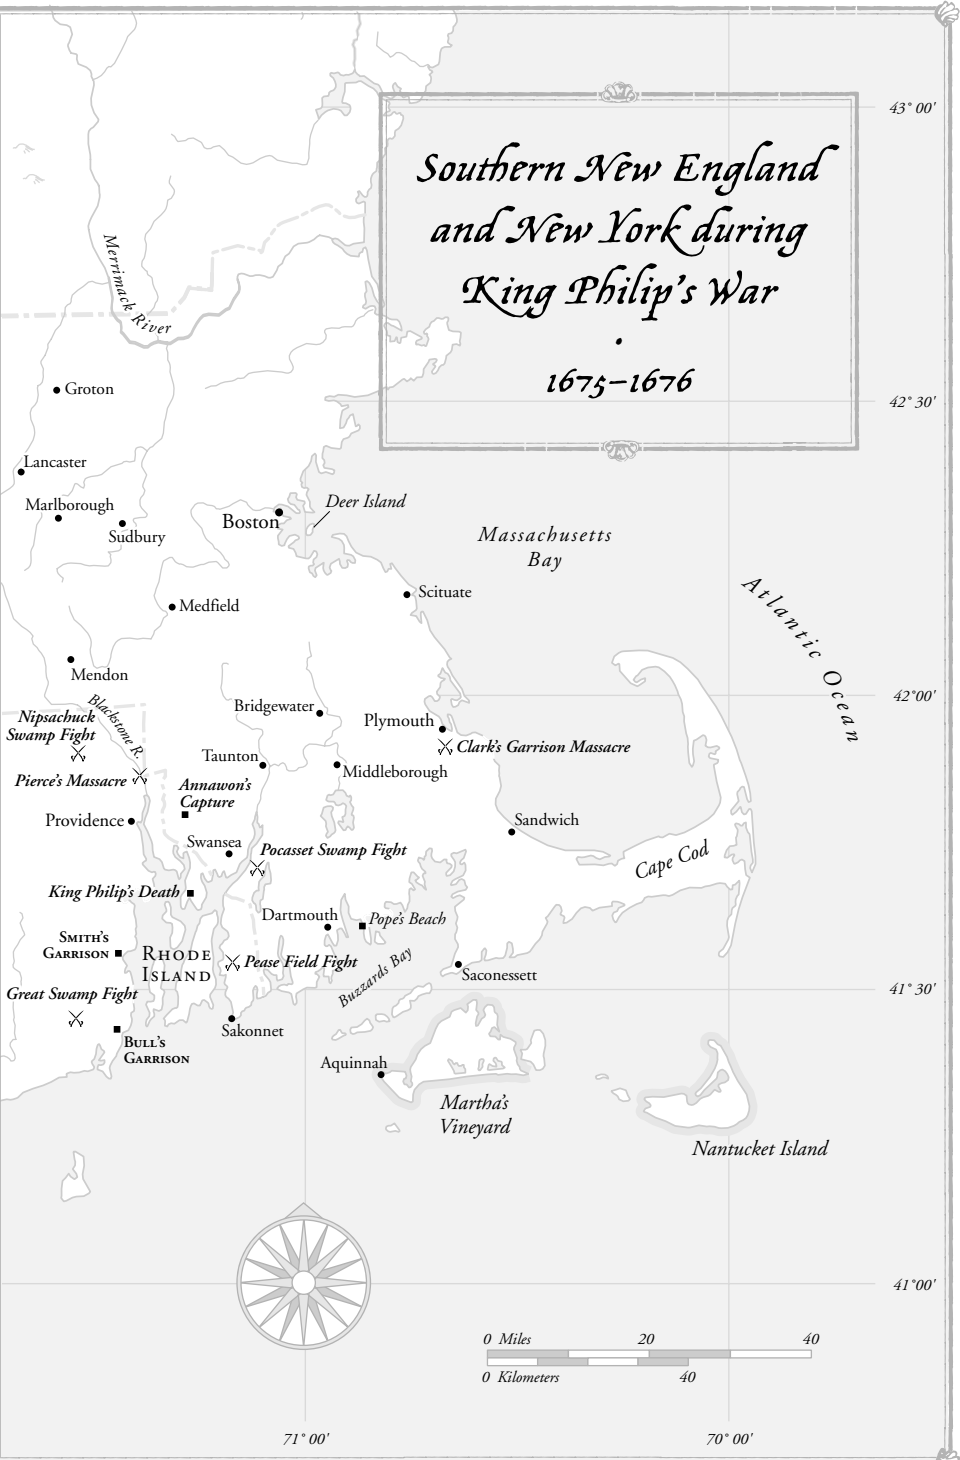 43° 00'
Southern New England
and New York during
King Philip's War
·
1675–1676
Merrimack River
Groton
42° 30'
Lancaster
Marlborough
Sudbury
Boston
Deer Island
Massachusetts
Bay
Atlantic Ocean
Scituate
Medfield
Mendon
42°00'
Blackstone R.
Nipsachuck
Swamp Fight
Bridgewater
Plymouth
Clark's Garrison Massacre
Taunton
Middleborough
Pierce's Massacre
Annawon's
Capture
Providence
Sandwich
Swansea
Pocasset Swamp Fight
Cape Cod
King Philip's Death
Dartmouth
Pope's Beach
Smith's
Garrison
Rhode
Island
Pease Field Fight
Buzzards Bay
Saconessett
41° 30'
Great Swamp Fight
Sakonnet
Bull's
Garrison
Aquinnah
Martha's
Vineyard
Nantucket Island
41°00'
0 Miles 20 40
0 Kilometers 40
71° 00' 70° 00'